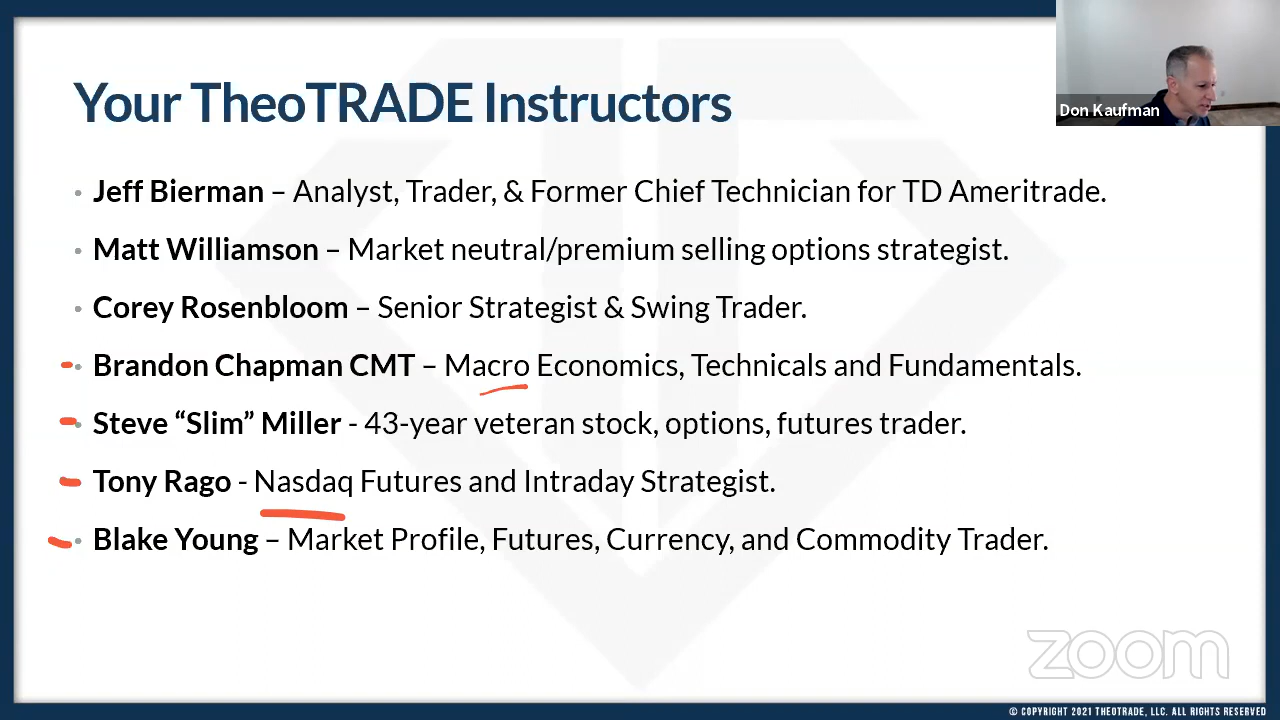 Your TheoTRADE Instructors
Don Kaufman
• Jeff Bierman – Analyst, Trader, & Former Chief Technician for TD Ameritrade.
• Matt Williamson – Market neutral/premium selling options strategist.
• Corey Rosenbloom – Senior Strategist & Swing Trader.
• Brandon Chapman CMT – Macro Economics, Technicals and Fundamentals.
• Steve “Slim” Miller - 43-year veteran stock, options, futures trader.
• Tony Rago - Nasdaq Futures and Intraday Strategist.
• Blake Young – Market Profile, Futures, Currency, and Commodity Trader.
zoom
© COPYRIGHT 2021 THEOTRADE, LLC. ALL RIGHTS RESERVED